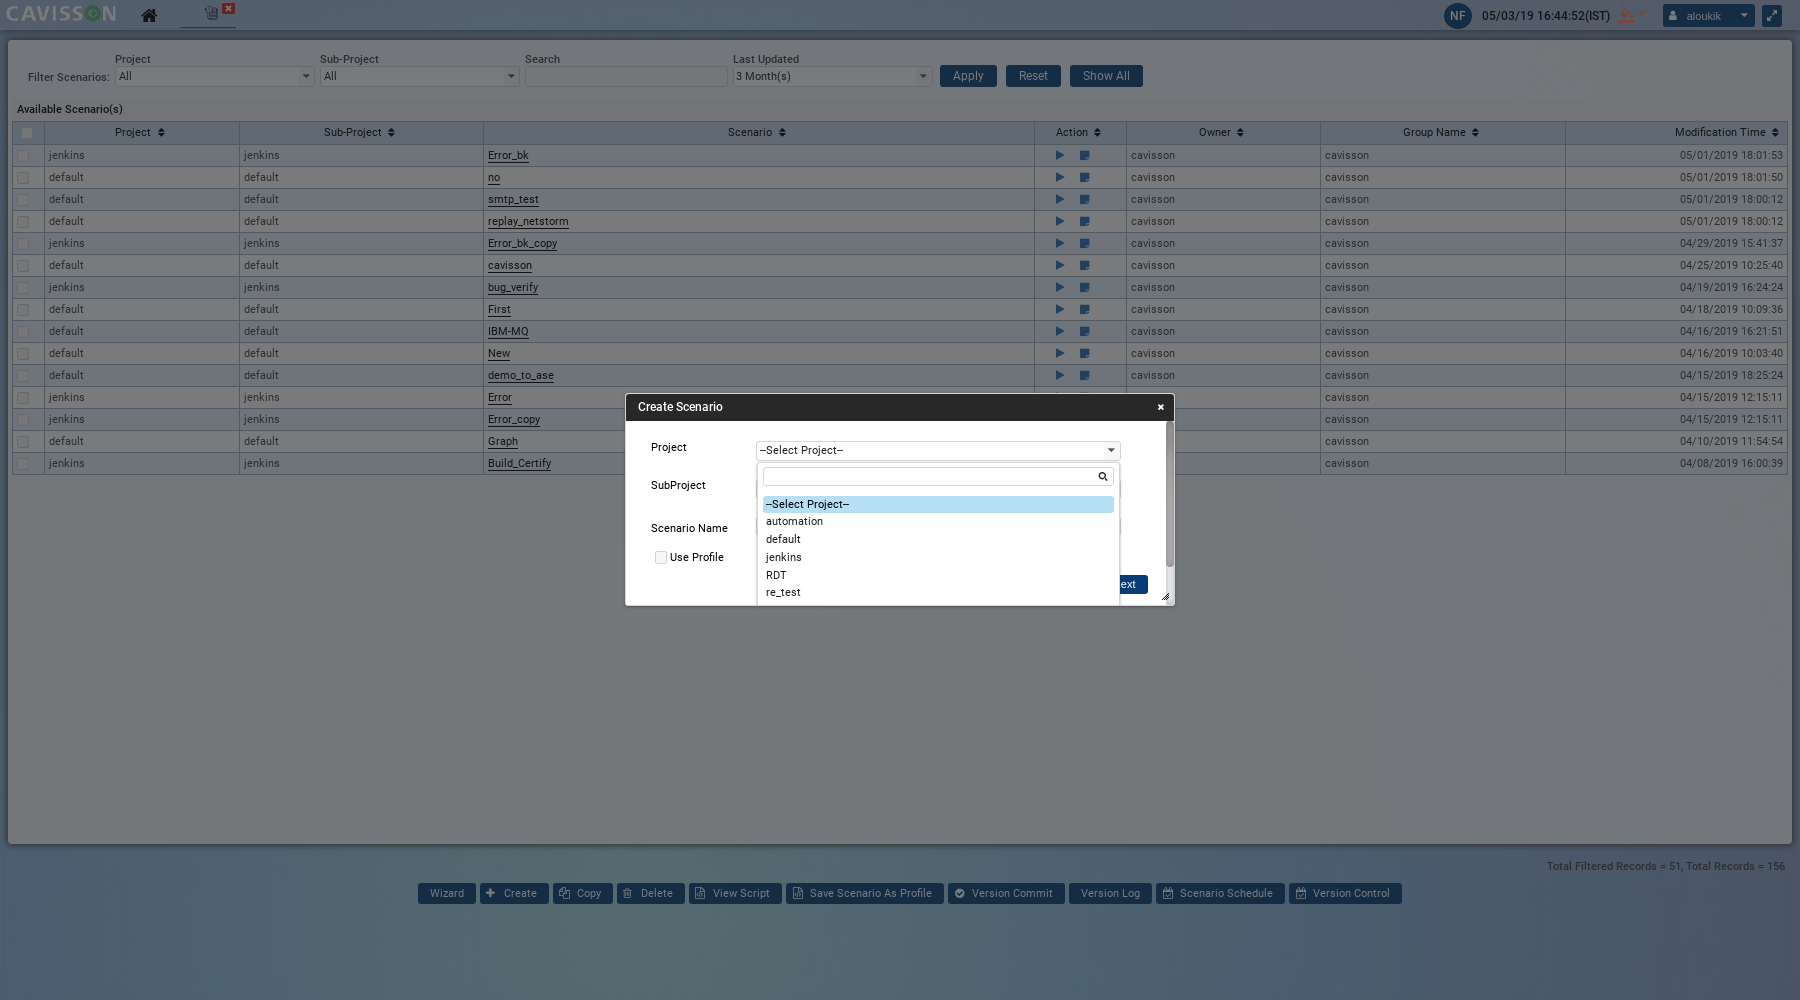 CAVISSON
NF 05/03/19 16:44:52(IST) aloukik
Project Sub-Project Search Last Updated
Filter Scenarios: All All 3 Month(s) Apply Reset Show All
Available Scenario(s)
Project Sub-Project Scenario Action Owner Group Name Modification Time
jenkins jenkins Error_bk cavisson cavisson 05/01/2019 18:01:53
default default no cavisson cavisson 05/01/2019 18:01:50
default default smtp_test cavisson cavisson 05/01/2019 18:00:12
default default replay_netstorm cavisson cavisson 05/01/2019 18:00:12
jenkins jenkins Error_bk_copy cavisson cavisson 04/29/2019 15:41:37
default default cavisson cavisson cavisson 04/25/2019 10:25:40
jenkins jenkins bug_verify cavisson cavisson 04/19/2019 16:24:24
default default First cavisson cavisson 04/18/2019 10:09:36
default default IBM-MQ cavisson cavisson 04/16/2019 16:21:51
default default New cavisson cavisson 04/16/2019 10:03:40
default default demo_to_ase cavisson cavisson 04/15/2019 18:25:24
jenkins jenkins Error cavisson 04/15/2019 12:15:11
jenkins jenkins Error_copy cavisson 04/15/2019 12:15:11
default default Graph cavisson 04/10/2019 11:54:54
jenkins jenkins Build_Certify cavisson 04/08/2019 16:00:39
Create Scenario
Project --Select Project--
SubProject
--Select Project--
automation
Scenario Name
default
Use Profile jenkins
RDT
ext
re_test
Total Filtered Records = 51, Total Records = 156
Wizard Create Copy Delete View Script Save Scenario As Profile Version Commit Version Log Scenario Schedule Version Control